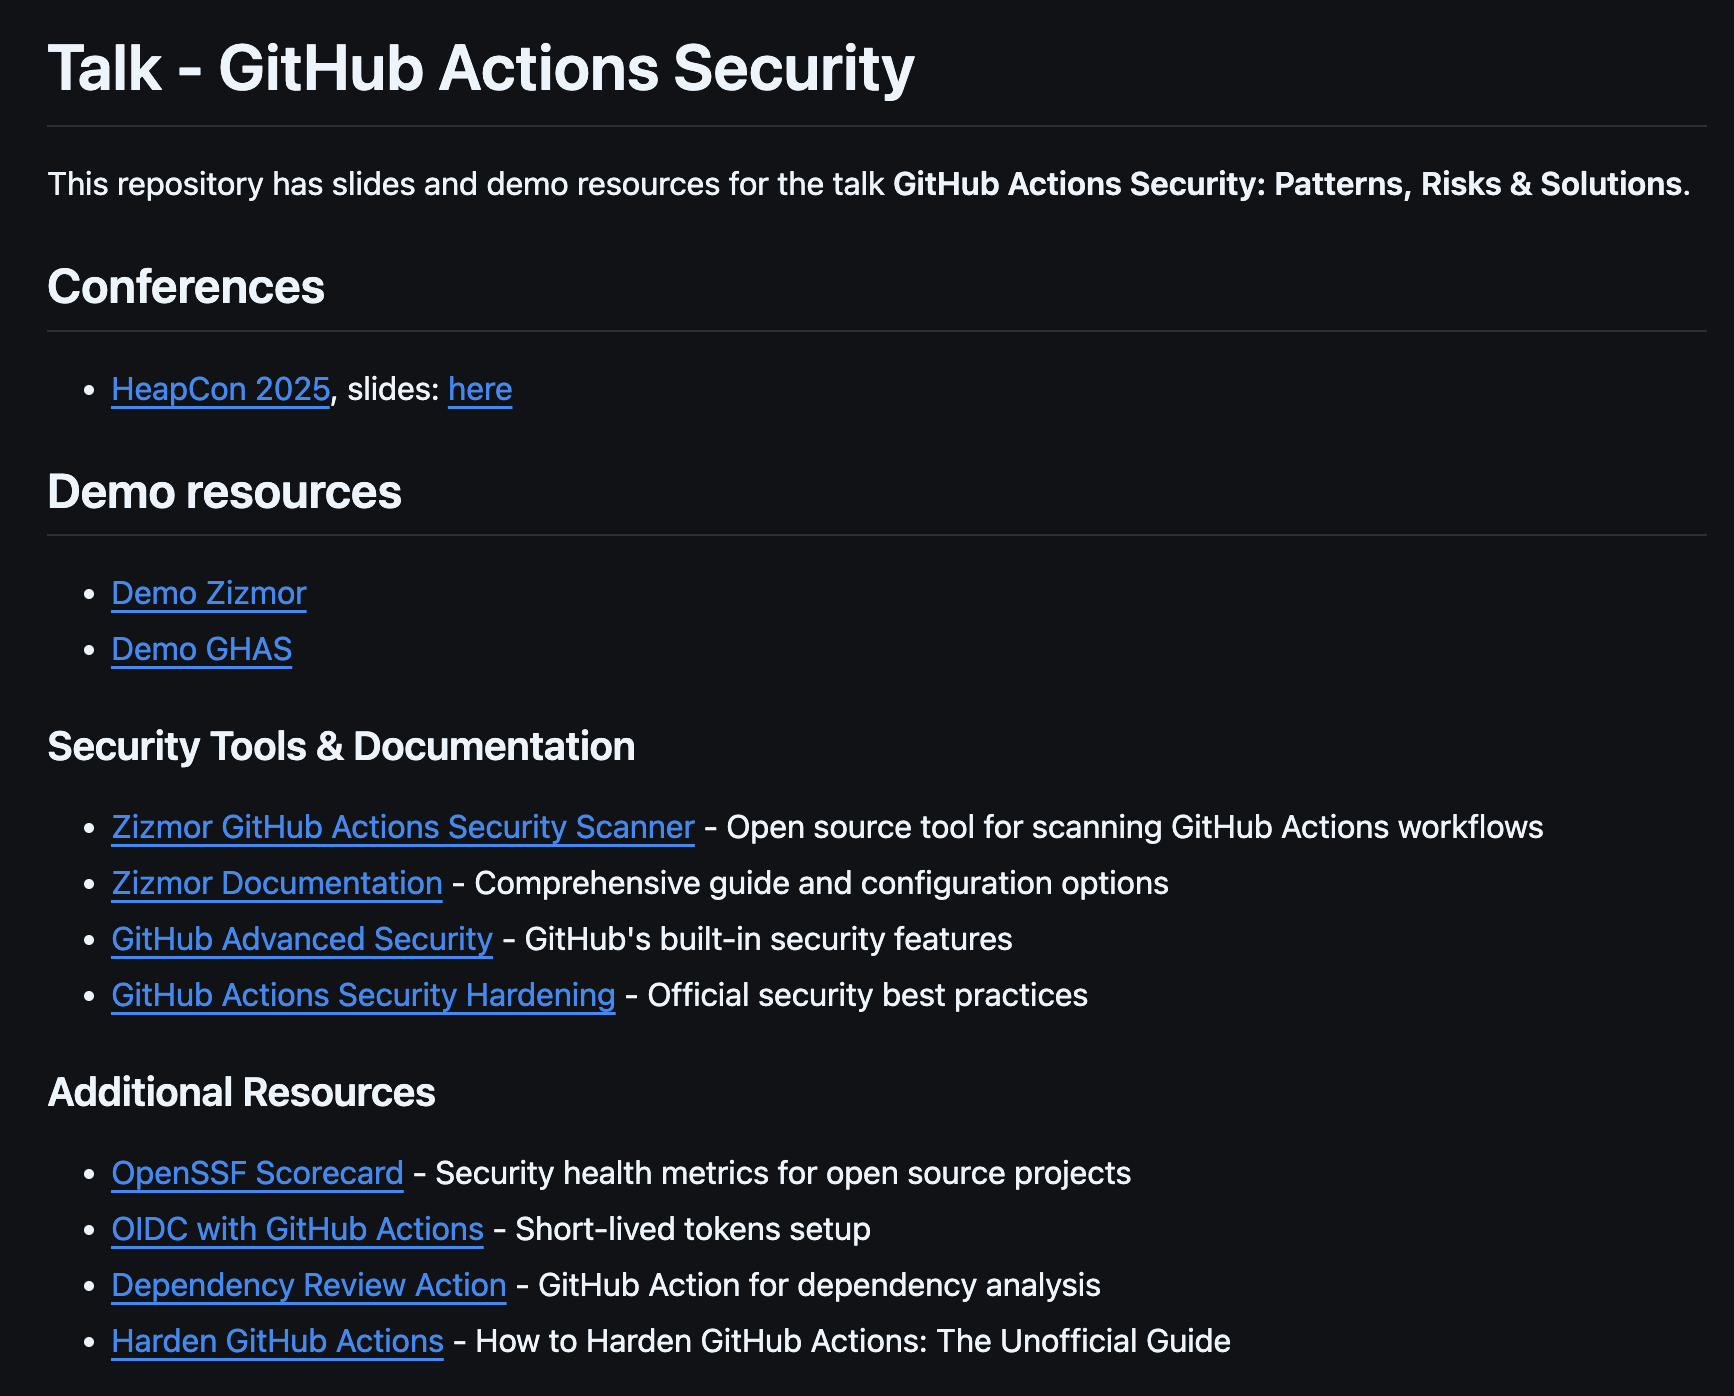 Talk - GitHub Actions Security
This repository has slides and demo resources for the talk GitHub Actions Security: Patterns, Risks & Solutions.
Conferences
• HeapCon 2025, slides: here
Demo resources
• Demo Zizmor
• Demo GHAS
Security Tools & Documentation
• Zizmor GitHub Actions Security Scanner - Open source tool for scanning GitHub Actions workflows
• Zizmor Documentation - Comprehensive guide and configuration options
• GitHub Advanced Security - GitHub's built-in security features
• GitHub Actions Security Hardening - Official security best practices
Additional Resources
• OpenSSF Scorecard - Security health metrics for open source projects
• OIDC with GitHub Actions - Short-lived tokens setup
• Dependency Review Action - GitHub Action for dependency analysis
• Harden GitHub Actions - How to Harden GitHub Actions: The Unofficial Guide